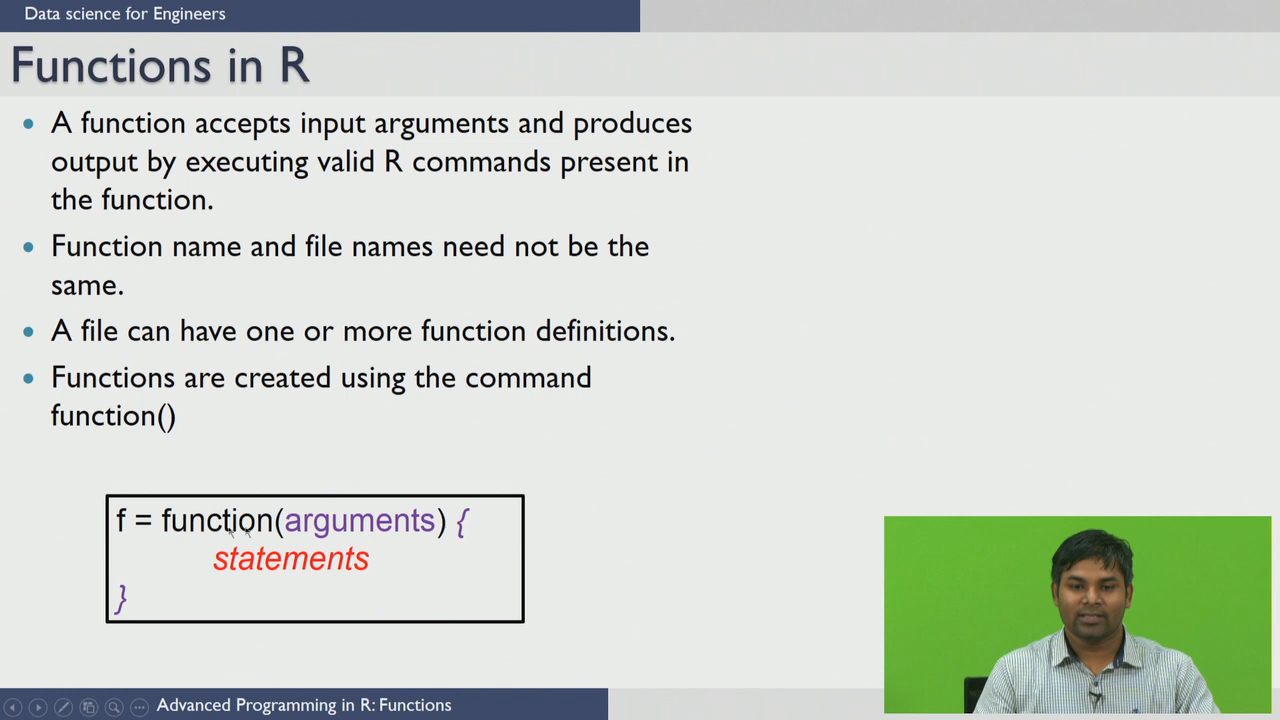 Data science for Engineers
Functions in R
• A function accepts input arguments and produces
output by executing valid R commands present in
the function.
• Function name and file names need not be the
same.
• A file can have one or more function definitions.
• Functions are created using the command
function()
f = function(arguments) {
statements
}
Advanced Programming in R: Functions